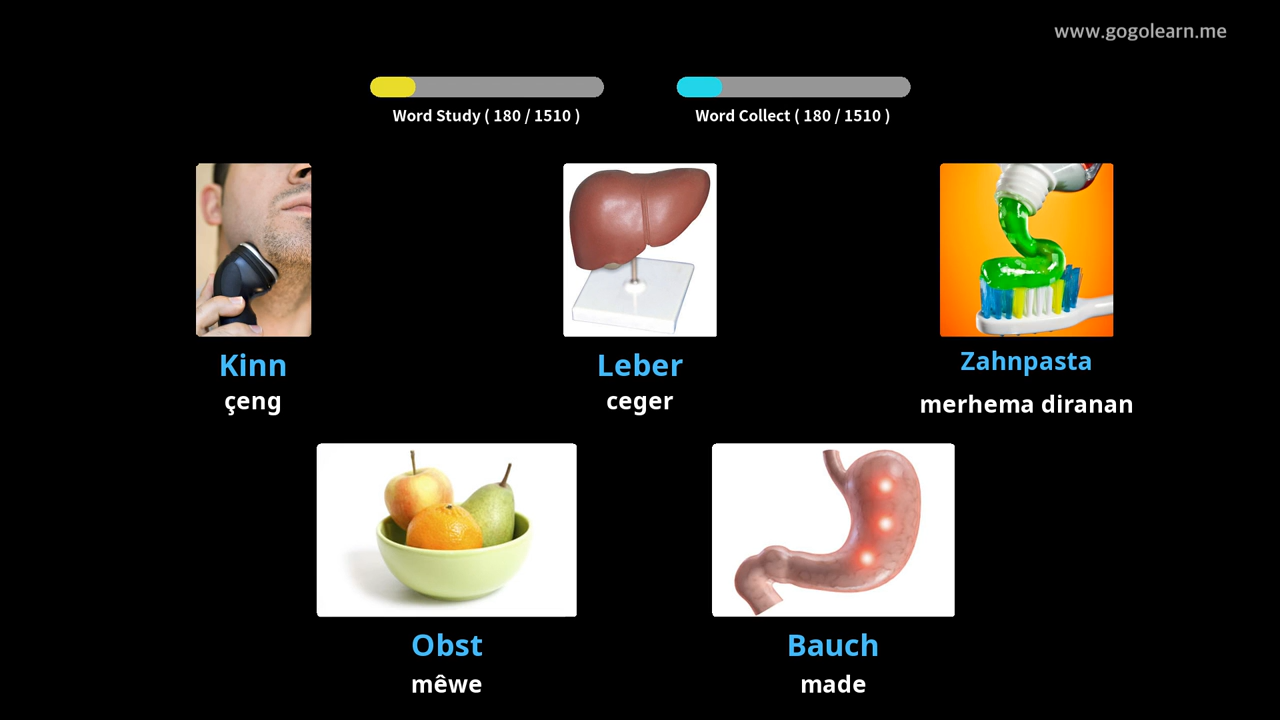 www.gogolearn.me
Word Study ( 180 / 1510 )
Word Collect ( 180 / 1510 )
Kinn
çeng
Leber
ceger
Zahnpasta
merhema diranan
Obst
mêwe
Bauch
made